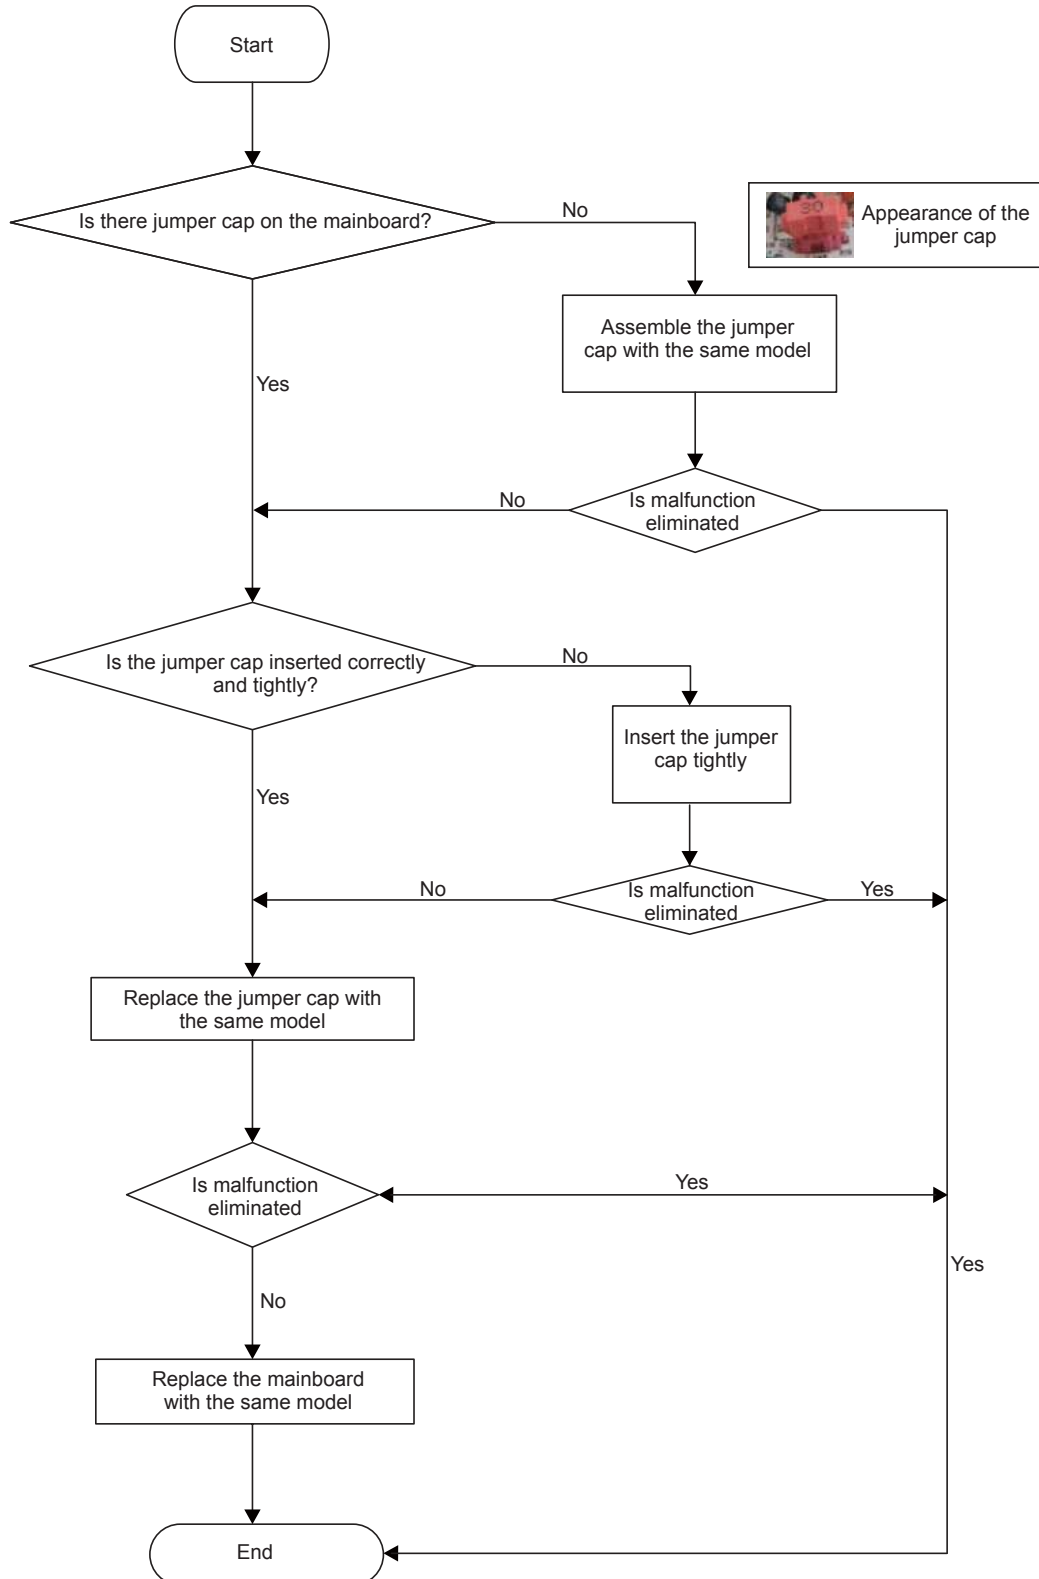 Start
Is there jumper cap on the mainboard?
No
30
Appearance of the
jumper cap
Assemble the jumper
cap with the same model
Yes
No
Is malfunction
eliminated
Is the jumper cap inserted correctly
and tightly?
No
Insert the jumper
cap tightly
Yes
No
Is malfunction
eliminated
Yes
Replace the jumper cap with
the same model
Is malfunction
eliminated
Yes
Yes
No
Replace the mainboard
with the same model
End